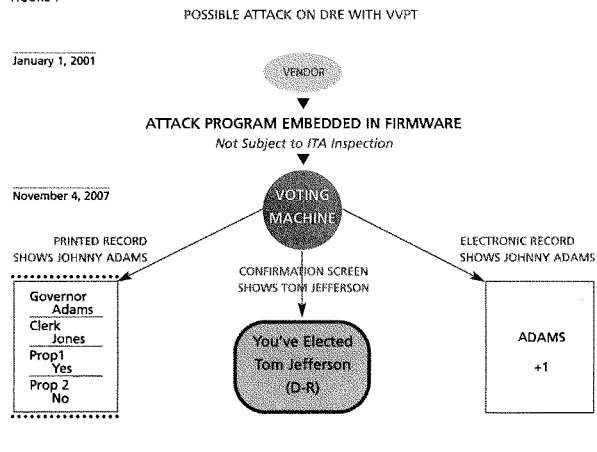 POSSIBLE ATTACK ON DRE WITH VVPT
January 1, 2001
VENDOR
ATTACK PROGRAM EMBEDDED IN FIRMWARE
Not Subject to ITA Inspection
November 4, 2007
VOTING
MACHINE
PRINTED RECORD
SHOWS JOHNNY ADAMS
CONFIRMATION SCREEN
SHOWS TOM JEFFERSON
ELECTRONIC RECORD
SHOWS JOHNNY ADAMS
Governor
Adams
Clerk
Jones
Prop1
Yes
Prop 2
No
You've Elected
Tom Jefferson
(D-R)
ADAMS
+1